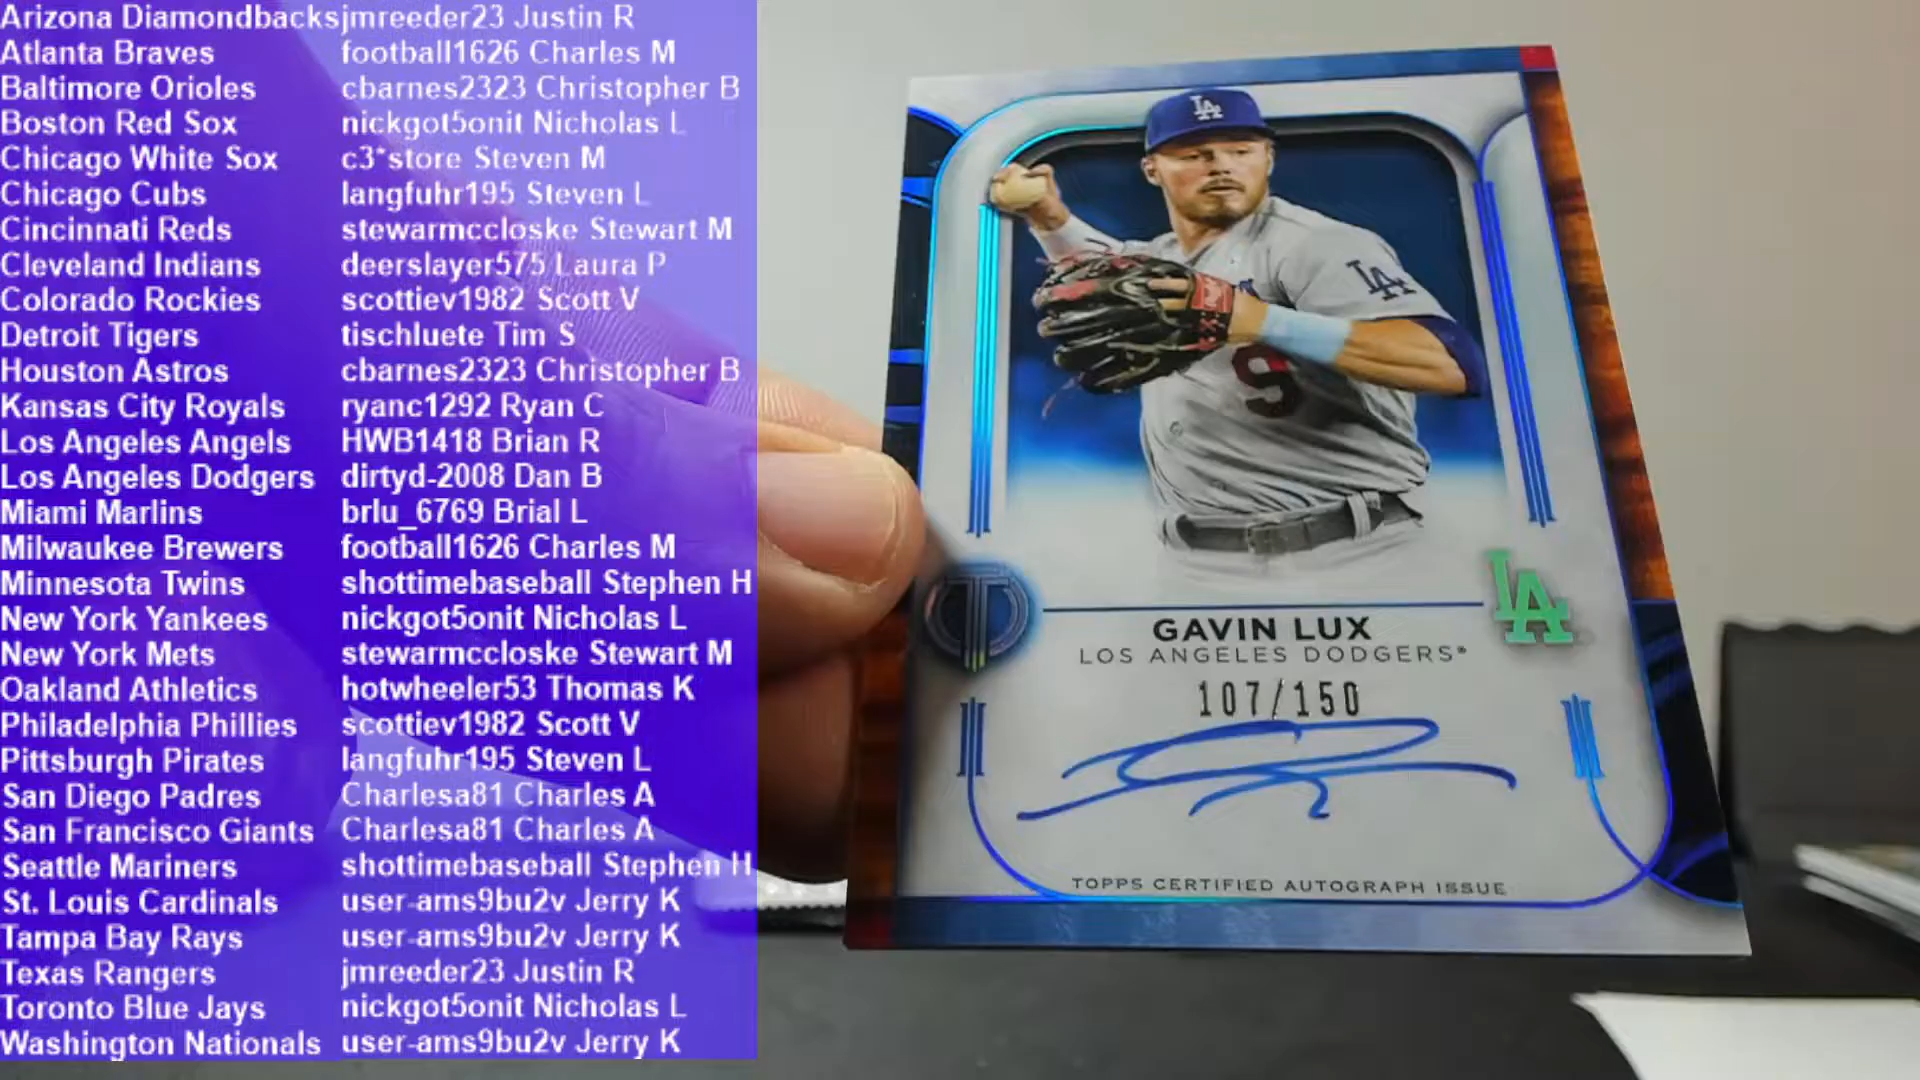 Arizona Diamondbacks jmreeder23 Justin R
Atlanta Braves football1626 Charles M
Baltimore Orioles cbarnes2323 Christopher B
Boston Red Sox nickgot5onit Nicholas L
Chicago White Sox c3*store Steven M
Chicago Cubs langfuhr195 Steven L
Cincinnati Reds stewarmccloske Stewart M
Cleveland Indians deerslayer575 Laura P
Colorado Rockies scottiev1982 Scott V
Detroit Tigers tischluete Tim S
Houston Astros cbarnes2323 Christopher B
Kansas City Royals ryanc1292 Ryan C
Los Angeles Angels HWB1418 Brian R
Los Angeles Dodgers dirtyd-2008 Dan B
Miami Marlins brlu_6769 Brial L
Milwaukee Brewers football1626 Charles M
Minnesota Twins shottimebaseball Stephen H
New York Yankees nickgot5onit Nicholas L
New York Mets stewarmccloske Stewart M
Oakland Athletics hotwheeler53 Thomas K
Philadelphia Phillies scottiev1982 Scott V
Pittsburgh Pirates langfuhr195 Steven L
San Diego Padres Charlesa81 Charles A
San Francisco Giants Charlesa81 Charles A
Seattle Mariners shottimebaseball Stephen H
St. Louis Cardinals user-ams9bu2v Jerry K
Tampa Bay Rays user-ams9bu2v Jerry K
Texas Rangers jmreeder23 Justin R
Toronto Blue Jays nickgot5onit Nicholas L
Washington Nationals user-ams9bu2v Jerry K
LA
LA
9
LA
GAVIN LUX
LOS ANGELES DODGERS®
107/150
TOPPS CERTIFIED AUTOGRAPH ISSUE